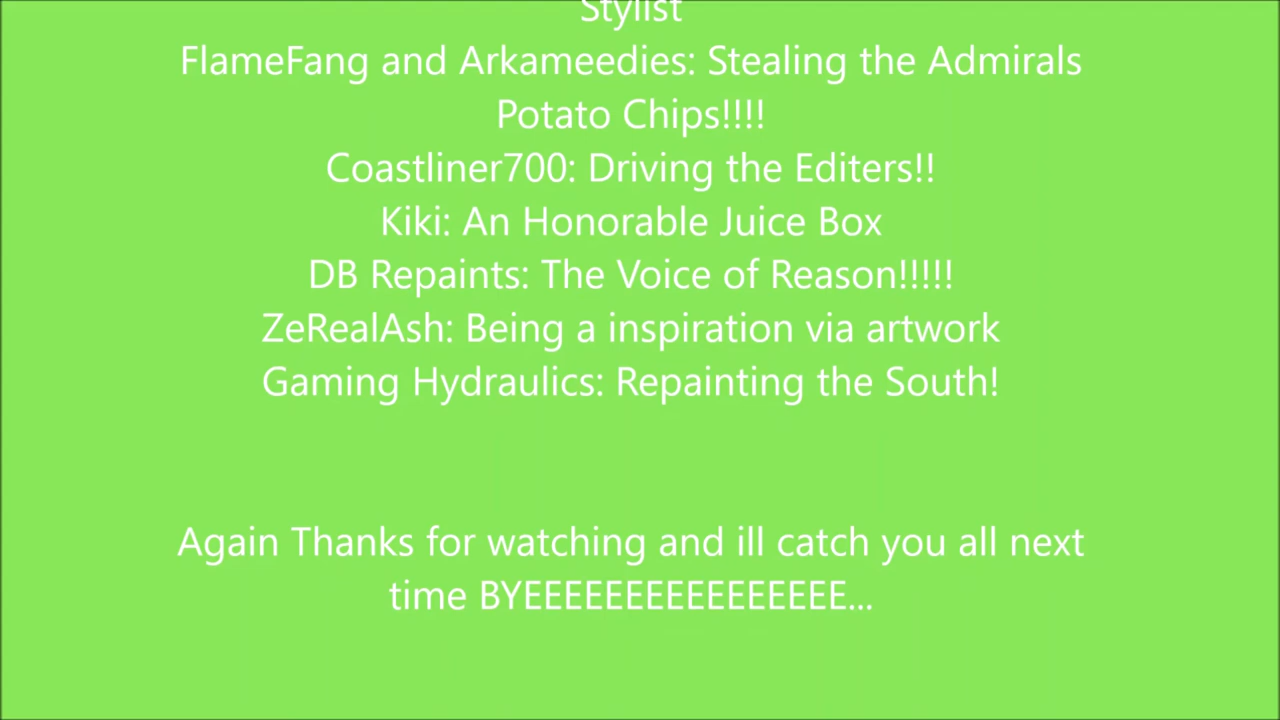 Stylist
FlameFang and Arkameedies: Stealing the Admirals
Potato Chips!!!!
Coastliner700: Driving the Editers!!
Kiki: An Honorable Juice Box
DB Repaints: The Voice of Reason!!!!!
ZeRealAsh: Being a inspiration via artwork
Gaming Hydraulics: Repainting the South!
Again Thanks for watching and ill catch you all next
time BYEEEEEEEEEEEEEEEE...